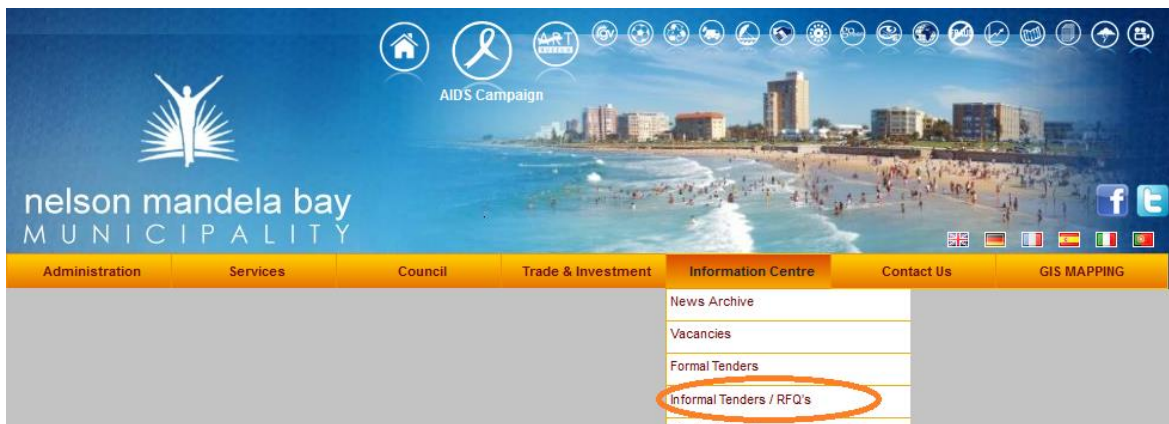 ART
MUSEUM
AIDS Campaign
nelson mandela bay
MUNICIPALITY
Administration Services Council Trade & Investment Information Centre Contact Us GIS MAPPING
News Archive
Vacancies
Formal Tenders
Informal Tenders / RFQ's